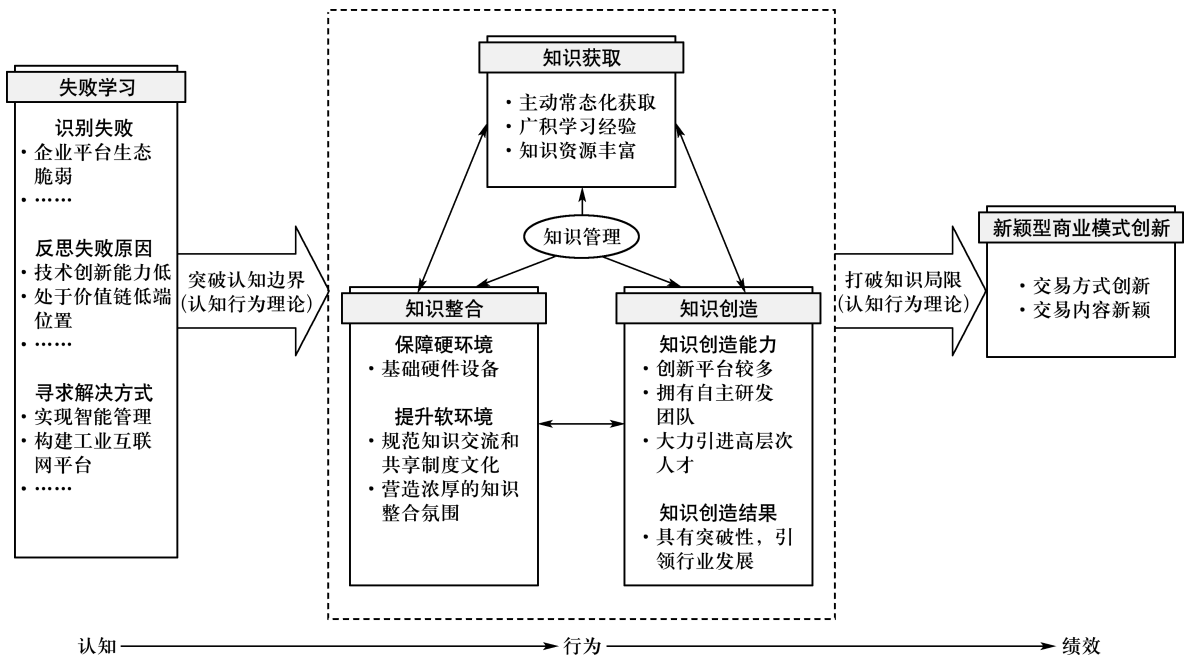 失败学习
识别失败
·企业平台生态
脆弱
·……
反思失败原因
·技术创新能力低
·处于价值链低端
位置
·……
寻求解决方式
·实现智能管理
·构建工业互联
网平台
·……
突破认知边界
(认知行为理论)
知识获取
·主动常态化获取
·广积学习经验
·知识资源丰富
知识管理
知识整合
保障硬环境
·基础硬件设备
提升软环境
·规范知识交流和
共享制度文化
·营造浓厚的知识
整合氛围
知识创造
知识创造能力
·创新平台较多
·拥有自主研发
团队
·大力引进高层次
人才
知识创造结果
·具有突破性，引
领行业发展
打破知识局限
(认知行为理论)
新颖型商业模式创新
·交易方式创新
·交易内容新颖
认知
行为
绩效